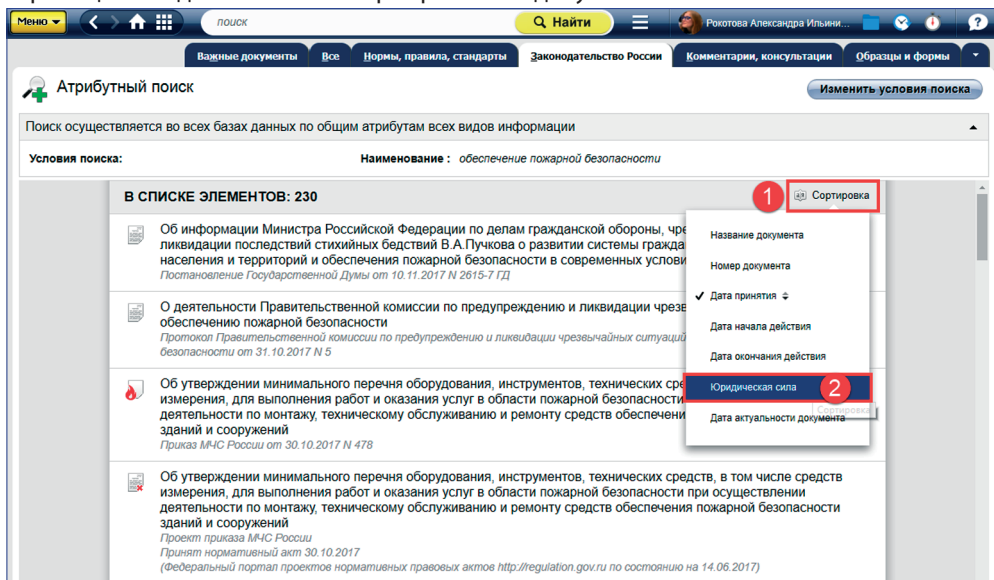 Меню
поиск
Найти
Рокотова Александра Ильини...
?
Важные документы
Все
Нормы, правила, стандарты
Законодательство России
Комментарии, консультации
Образцы и формы
Атрибутный поиск
Изменить условия поиска
Поиск осуществляется во всех базах данных по общим атрибутам всех видов информации
Условия поиска:
Наименование : обеспечение пожарной безопасности
В СПИСКЕ ЭЛЕМЕНТОВ: 230
1
Сортировка
Об информации Министра Российской Федерации по делам гражданской обороны, чре
ликвидации последствий стихийных бедствий В.А.Пучкова о развитии системы гражда
населения и территорий и обеспечения пожарной безопасности в современных услови
Постановление Государственной Думы от 10.11.2017 N 2615-7 ГД
О деятельности Правительственной комиссии по предупреждению и ликвидации чрезв
обеспечению пожарной безопасности
Протокол Правительственной комиссии по предупреждению и ликвидации чрезвычайных ситуаций
безопасности от 31.10.2017 N 5
Об утверждении минимального перечня оборудования, инструментов, технических сре
измерения, для выполнения работ и оказания услуг в области пожарной безопасности
деятельности по монтажу, техническому обслуживанию и ремонту средств обеспечени
зданий и сооружений
Приказ МЧС России от 30.10.2017 N 478
Название документа
Номер документа
Дата принятия
Дата начала действия
Дата окончания действия
Юридическая сила
2
Сортировка
Дата актуальности документа
Об утверждении минимального перечня оборудования, инструментов, технических средств, в том числе средств
измерения, для выполнения работ и оказания услуг в области пожарной безопасности при осуществлении
деятельности по монтажу, техническому обслуживанию и ремонту средств обеспечения пожарной безопасности
зданий и сооружений
Проект приказа МЧС России
Принят нормативный акт 30.10.2017
(Федеральный портал проектов нормативных правовых актов http://regulation.gov.ru по состоянию на 14.06.2017)